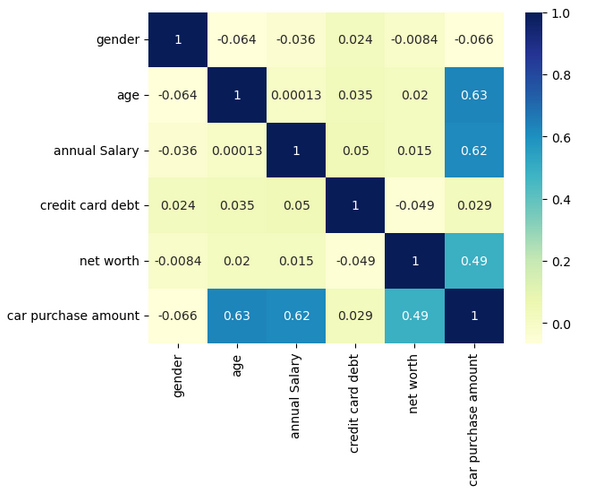 gender 1 -0.064 -0.036 0.024 -0.0084 -0.066
age -0.064 1 0.00013 0.035 0.02 0.63
annual Salary -0.036 0.00013 1 0.05 0.015 0.62
credit card debt 0.024 0.035 0.05 1 -0.049 0.029
net worth -0.0084 0.02 0.015 -0.049 1 0.49
car purchase amount -0.066 0.63 0.62 0.029 0.49 1
gender
age
annual Salary
credit card debt
net worth
car purchase amount
1.0
0.8
0.6
0.4
0.2
0.0